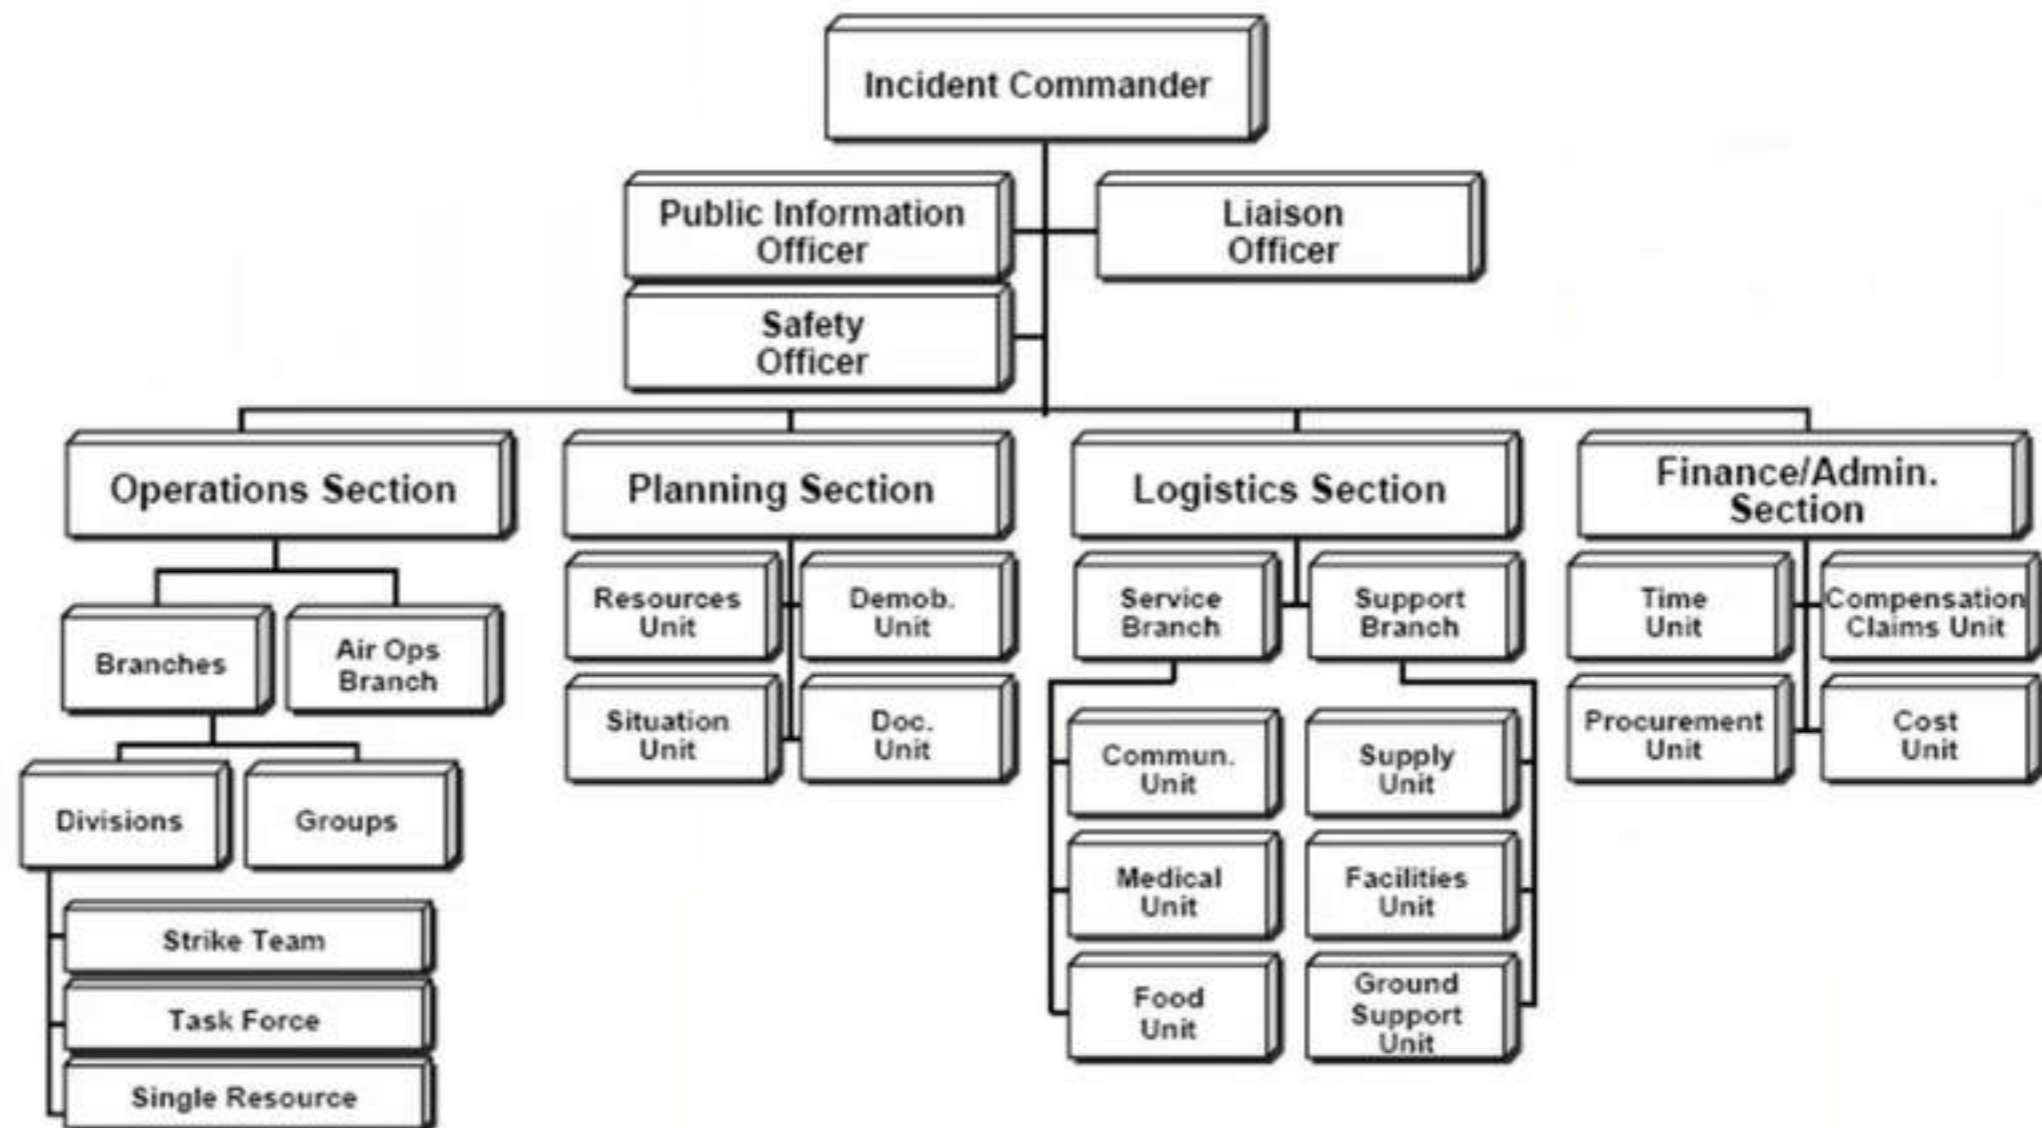 Incident Commander
Public Information
Officer
Liaison
Officer
Safety
Officer
Operations Section
Planning Section
Logistics Section
Finance/Admin.
Section
Branches
Air Ops
Branch
Divisions
Groups
Strike Team
Task Force
Single Resource
Resources
Unit
Demob.
Unit
Situation
Unit
Doc.
Unit
Service
Branch
Support
Branch
Commun.
Unit
Supply
Unit
Medical
Unit
Facilities
Unit
Food
Unit
Ground
Support
Unit
Time
Unit
Compensation
Claims Unit
Procurement
Unit
Cost
Unit